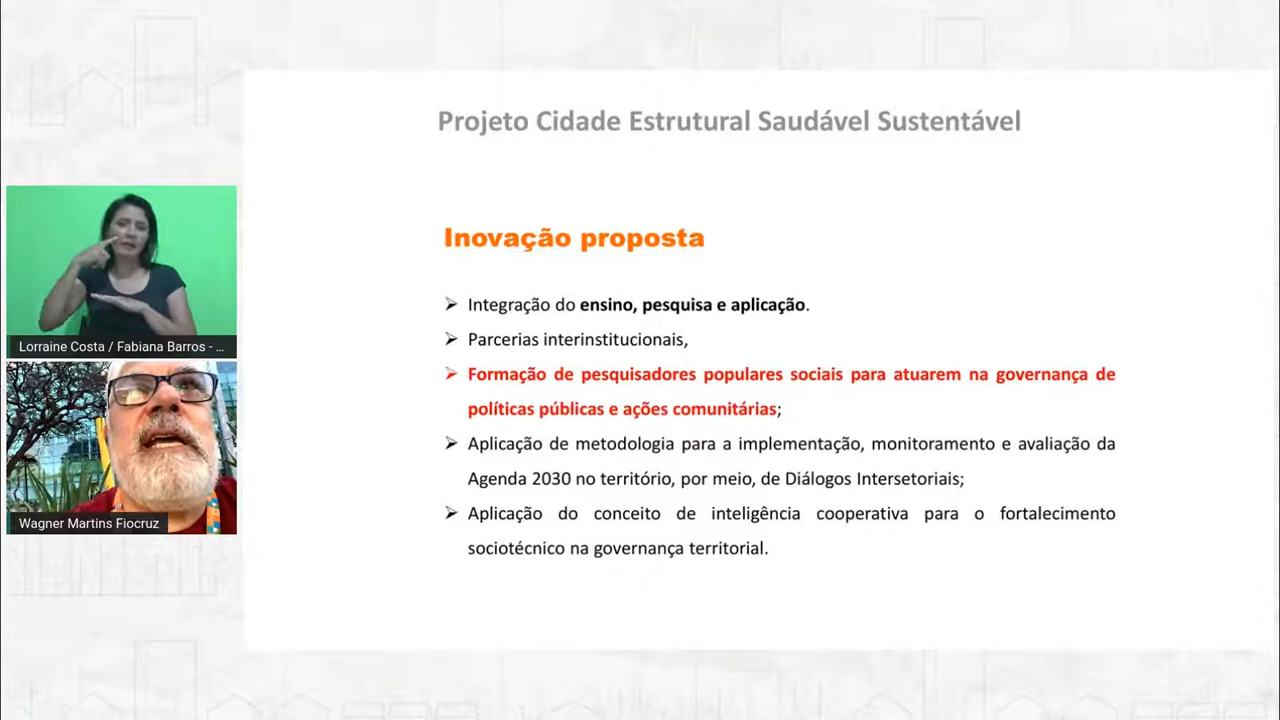 Projeto Cidade Estrutural Saudável Sustentável
Inovação proposta
Integração do ensino, pesquisa e aplicação.
Parcerias interinstitucionais,
Formação de pesquisadores populares sociais para atuarem na governança de
políticas públicas e ações comunitárias;
Aplicação de metodologia para a implementação, monitoramento e avaliação da
Agenda 2030 no território, por meio, de Diálogos Intersetoriais;
Aplicação do conceito de inteligência cooperativa para o fortalecimento
sociotécnico na governança territorial.
Lorraine Costa / Fabiana Barros - ...
Wagner Martins Fiocruz